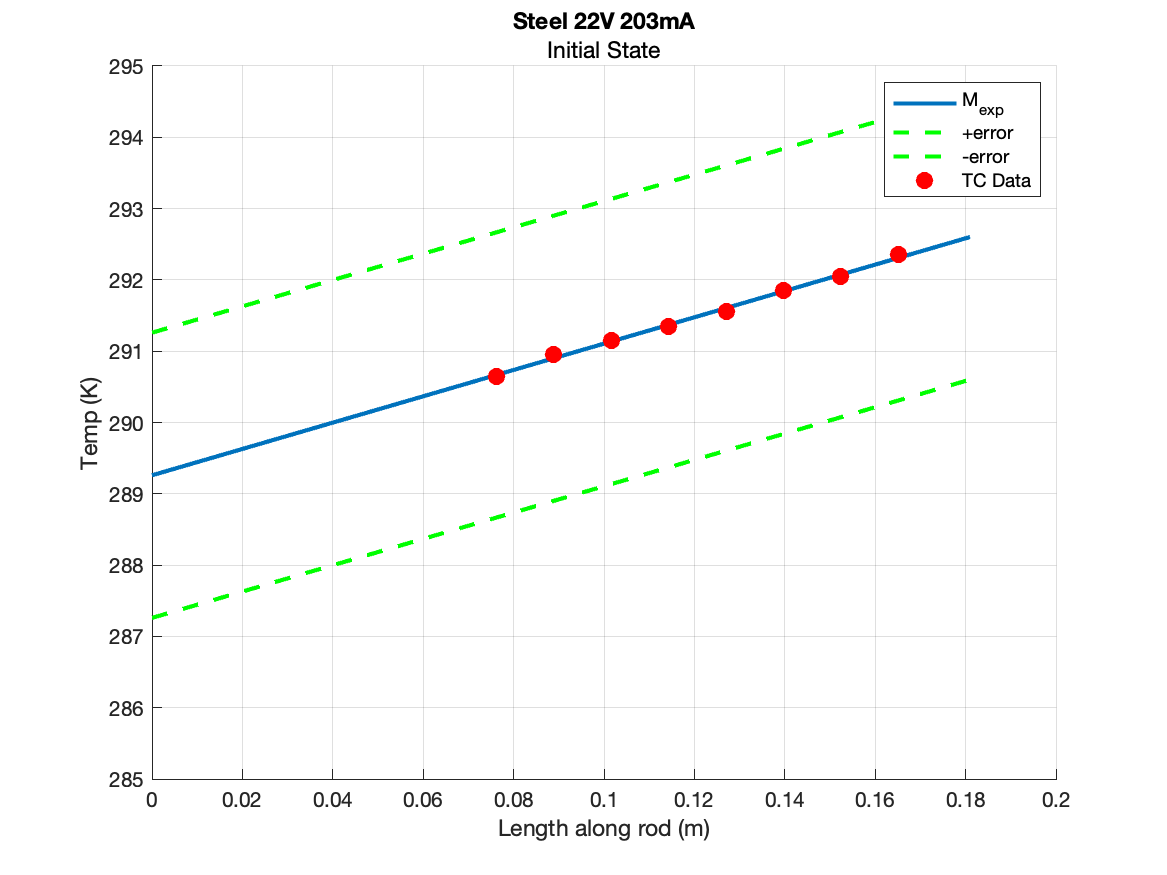 Steel 22V 203mA
Initial State
295
294
293
292
291
290
289
288
287
286
285
Temp (K)
0 0.02 0.04 0.06 0.08 0.1 0.12 0.14 0.16 0.18 0.2
Length along rod (m)
M_exp
+error
-error
TC Data